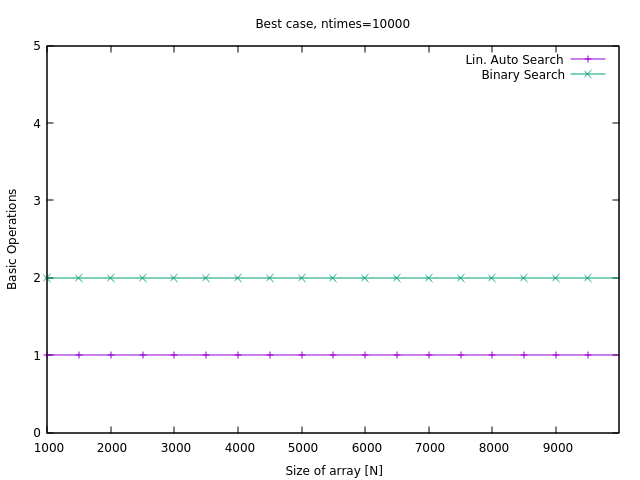 Best case, ntimes=10000
Lin. Auto Search
Binary Search
5
4
3
2
1
0
Basic Operations
1000 2000 3000 4000 5000 6000 7000 8000 9000
Size of array [N]